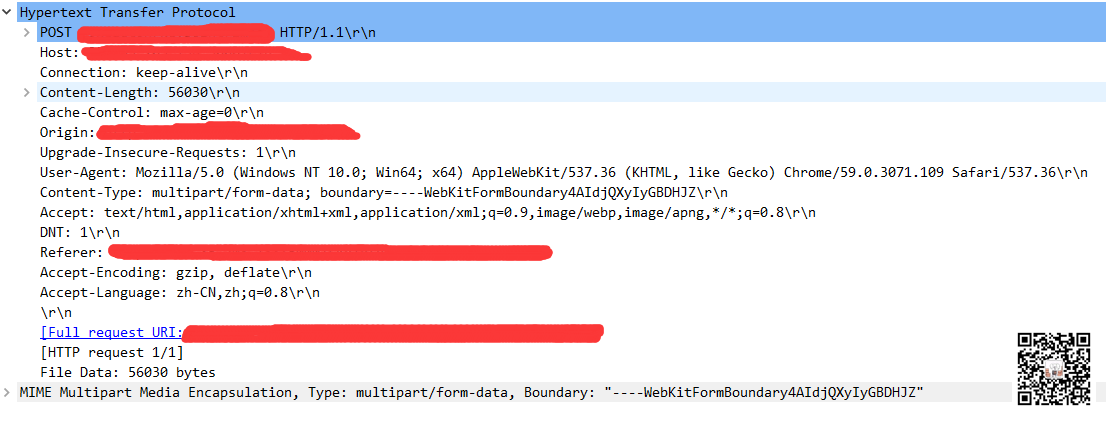 Hypertext Transfer Protocol
POST HTTP/1.1\r\n
Host:
Connection: keep-alive\r\n
Content-Length: 56030\r\n
Cache-Control: max-age=0\r\n
Origin:
Upgrade-Insecure-Requests: 1\r\n
User-Agent: Mozilla/5.0 (Windows NT 10.0; Win64; x64) AppleWebKit/537.36 (KHTML, like Gecko) Chrome/59.0.3071.109 Safari/537.36\r\n
Content-Type: multipart/form-data; boundary=----WebKitFormBoundary4AIdjQXyIyGBDHJZ\r\n
Accept: text/html,application/xhtml+xml,application/xml;q=0.9,image/webp,image/apng,*/*;q=0.8\r\n
DNT: 1\r\n
Referer:
Accept-Encoding: gzip, deflate\r\n
Accept-Language: zh-CN,zh;q=0.8\r\n
\r\n
[Full request URI:
[HTTP request 1/1]
File Data: 56030 bytes
MIME Multipart Media Encapsulation, Type: multipart/form-data, Boundary: "----WebKitFormBoundary4AIdjQXyIyGBDHJZ"